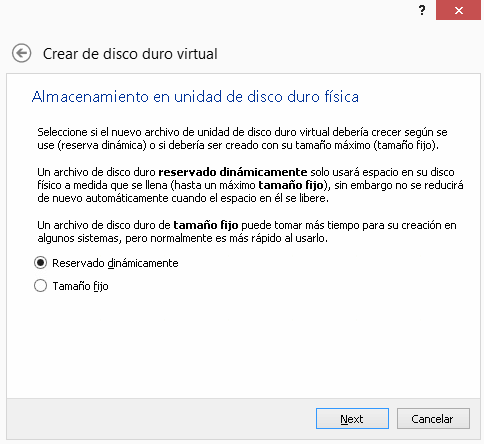 ?
Crear de disco duro virtual
Almacenamiento en unidad de disco duro física
Seleccione si el nuevo archivo de unidad de disco duro virtual debería crecer según se
use (reserva dinámica) o si debería ser creado con su tamaño máximo (tamaño fijo).
Un archivo de disco duro reservado dinámicamente solo usará espacio en su disco
físico a medida que se llena (hasta un máximo tamaño fijo), sin embargo no se reducirá
de nuevo automáticamente cuando el espacio en él se libere.
Un archivo de disco duro de tamaño fijo puede tomar más tiempo para su creación en
algunos sistemas, pero normalmente es más rápido al usarlo.
Reservado dinámicamente
Tamaño fijo
Next
Cancelar